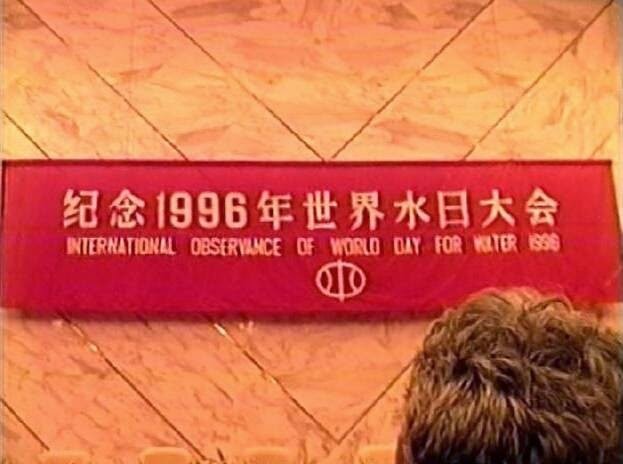 纪念1996年世界水日大会
INTERNATIONAL OBSERVANCE OF WORLD DAY FOR WATER 1996